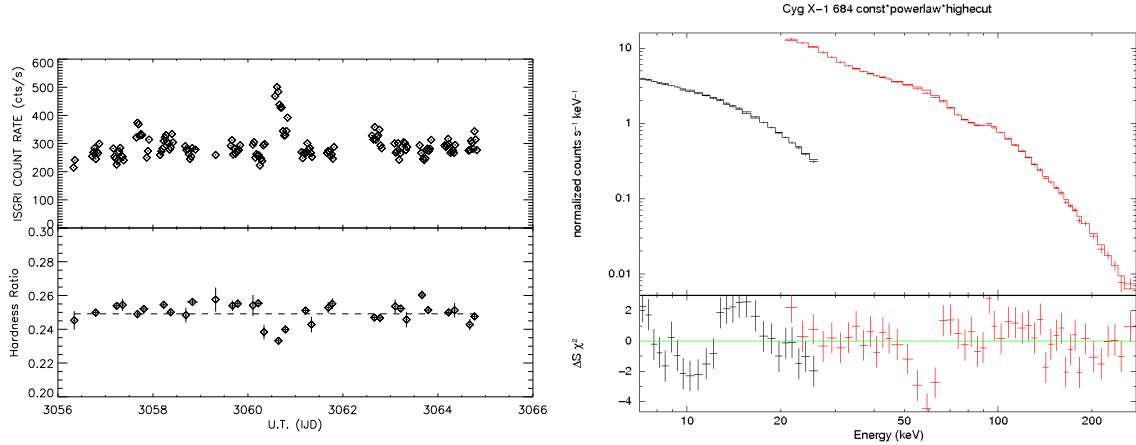 Cyg X-1 684 const*powerlaw*highecut
600
500
400
300
200
100
0
ISGRI COUNT RATE (cts/s)
0.30
0.28
0.26
0.24
0.22
0.20
Hardness Ratio
3056 3058 3060 3062 3064 3066
U.T. (IJD)
10
1
0.1
0.01
normalized counts s⁻¹ keV⁻¹
2
0
-2
-4
ΔS χ²
10 20 50 100 200
Energy (keV)